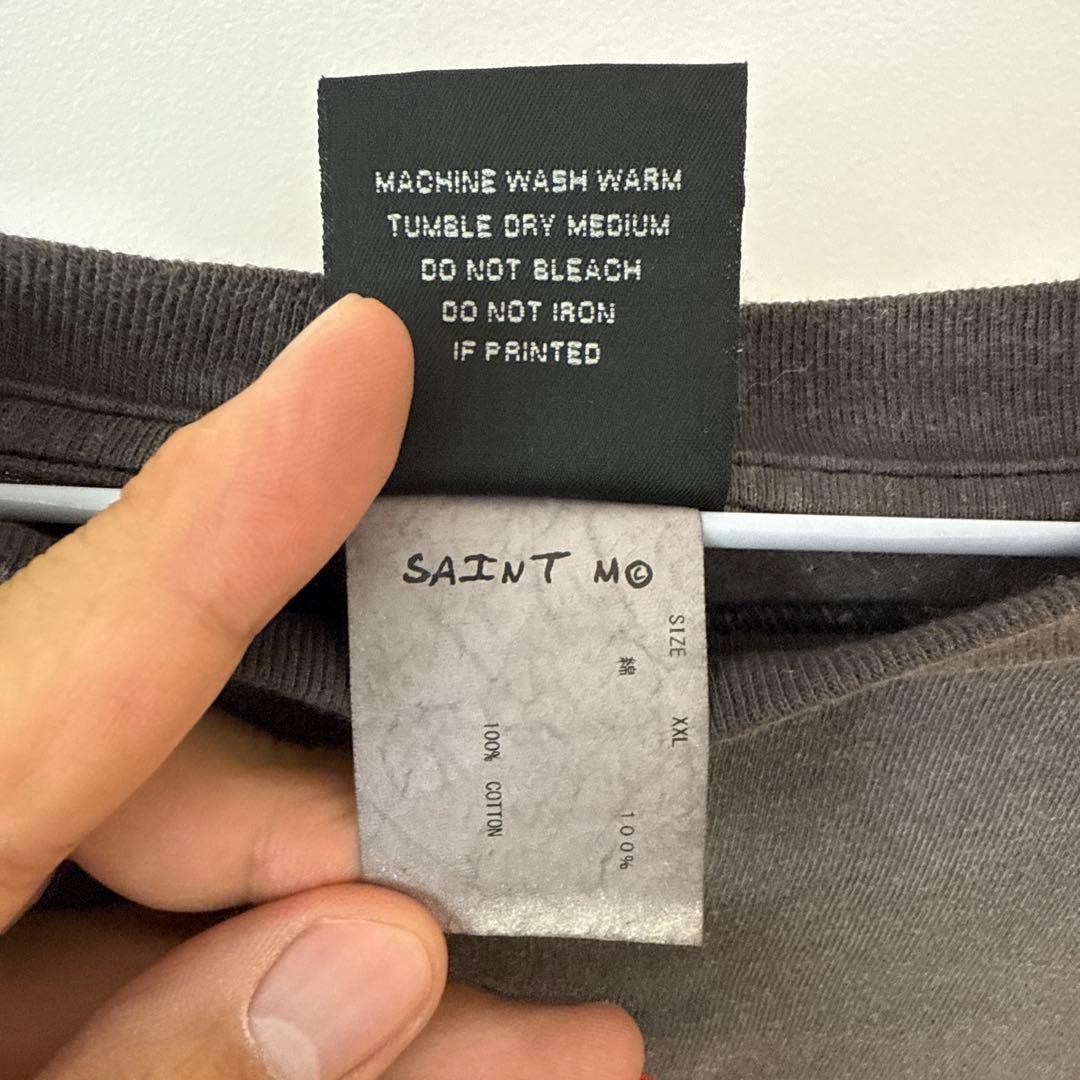 MACHINE WASH WARM
TUMBLE DRY MEDIUM
DO NOT BLEACH
DO NOT IRON
IF PRINTED
SAINT M©
SIZE XXL
綿 100%
100% COTTON